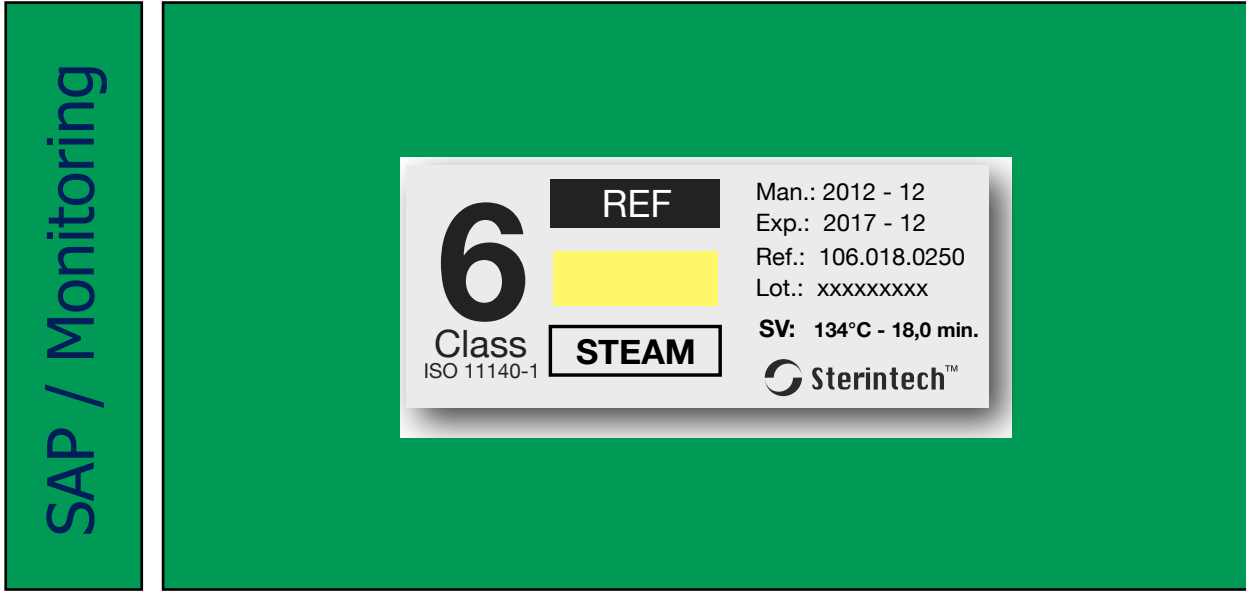 SAP / Monitoring
6
Class
ISO 11140-1
REF
STEAM
Man.: 2012 - 12
Exp.: 2017 - 12
Ref.: 106.018.0250
Lot.: xxxxxxxxx
SV: 134°C - 18,0 min.
Sterintech™